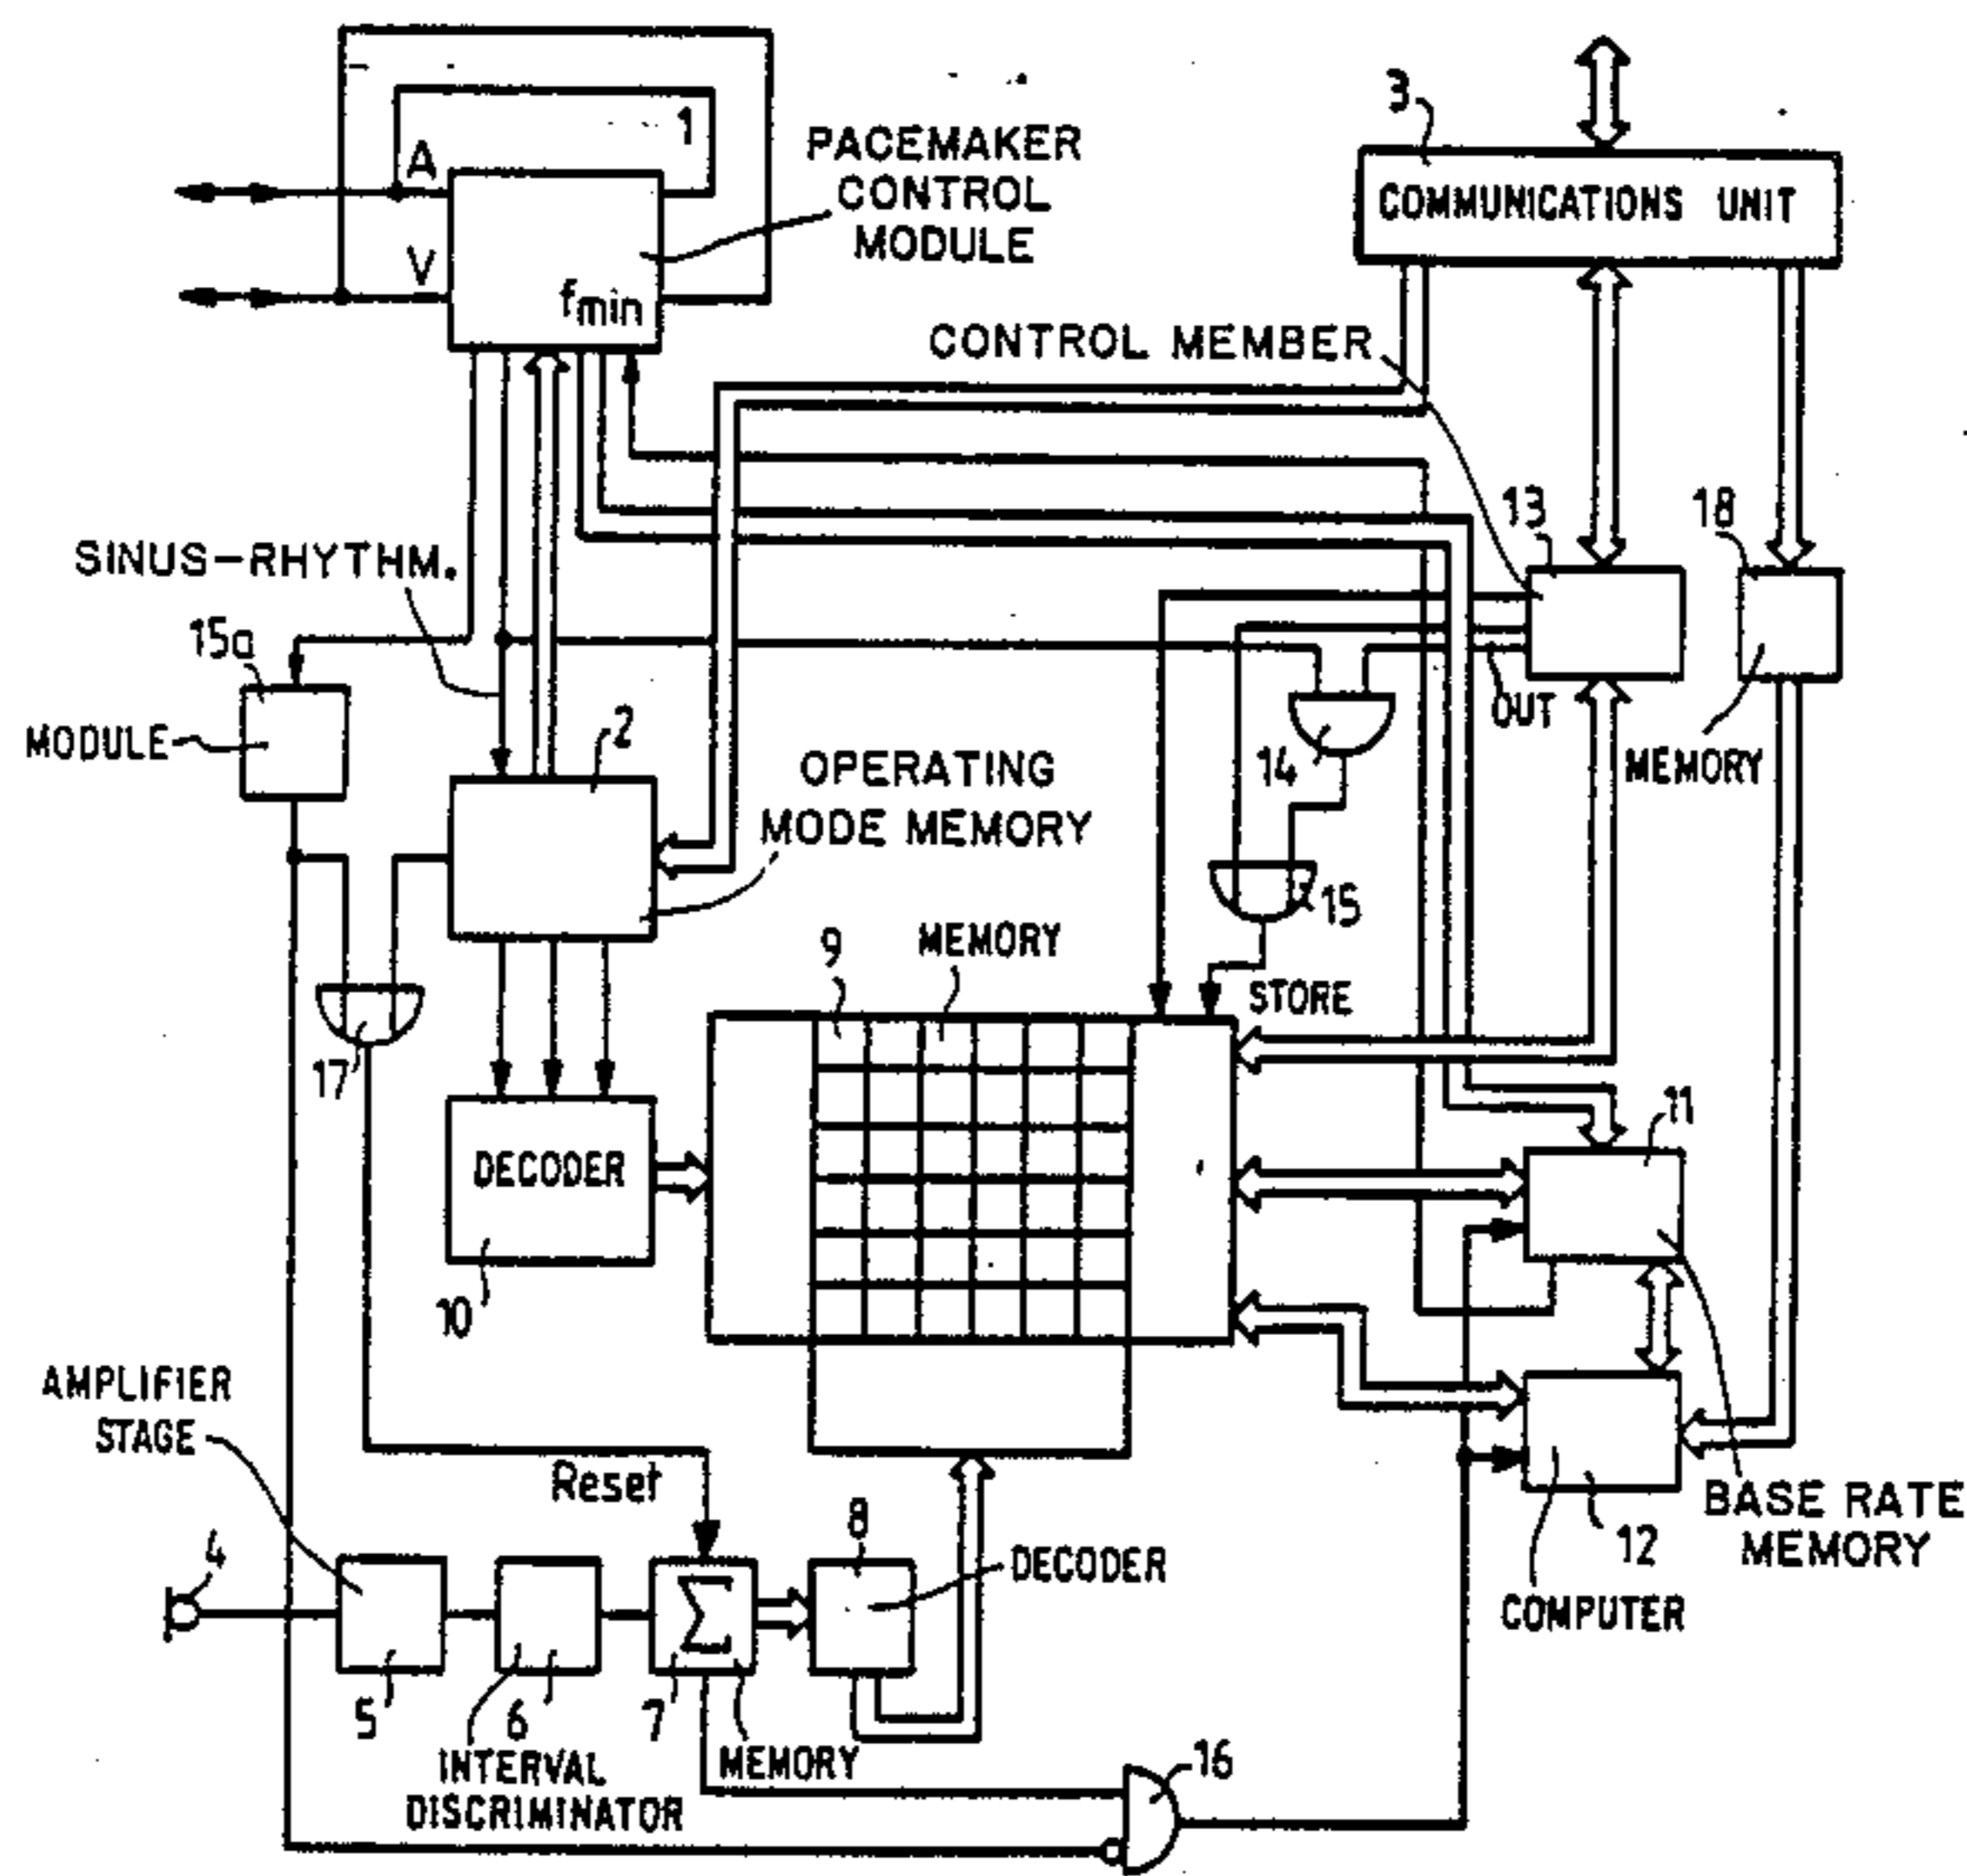 1
PACEMAKER
CONTROL
MODULE
A
V
fmin
3
COMMUNICATIONS UNIT
CONTROL MEMBER
SINUS-RHYTHM.
13
18
15a
MODULE
OUT
MEMORY
2
OPERATING
MODE MEMORY
14
15
9
MEMORY
STORE
17
DECODER
10
11
AMPLIFIER
STAGE
Reset
BASE RATE
MEMORY
12
COMPUTER
4
8
DECODER
Σ
5
6
7
INTERVAL
DISCRIMINATOR
MEMORY
16